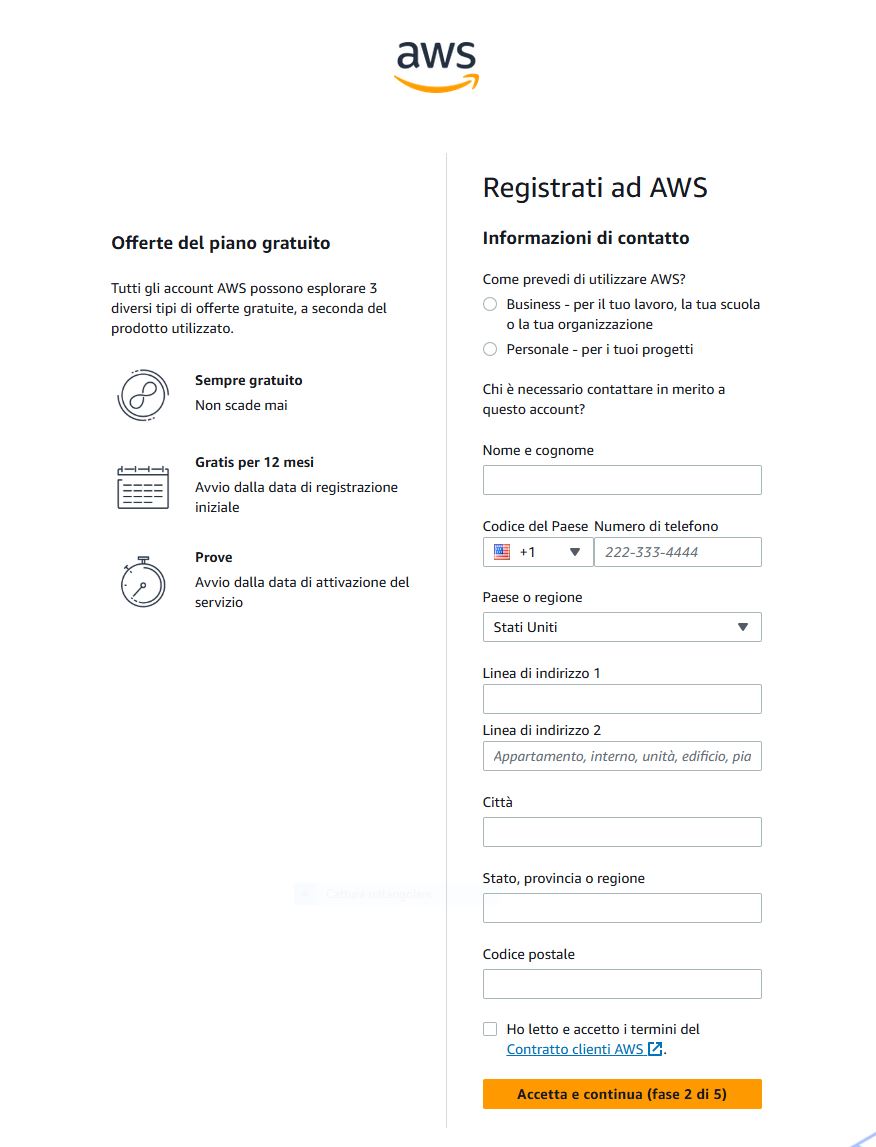 aws
Offerte del piano gratuito
Tutti gli account AWS possono esplorare 3
diversi tipi di offerte gratuite, a seconda del
prodotto utilizzato.
Sempre gratuito
Non scade mai
Gratis per 12 mesi
Avvio dalla data di registrazione
iniziale
Prove
Avvio dalla data di attivazione del
servizio
Registrati ad AWS
Informazioni di contatto
Come prevedi di utilizzare AWS?
Business - per il tuo lavoro, la tua scuola
o la tua organizzazione
Personale - per i tuoi progetti
Chi è necessario contattare in merito a
questo account?
Nome e cognome
Codice del Paese Numero di telefono
+1 222-333-4444
Paese o regione
Stati Uniti
Linea di indirizzo 1
Linea di indirizzo 2
Appartamento, interno, unità, edificio, pia
Città
Stato, provincia o regione
Codice postale
Ho letto e accetto i termini del
Contratto clienti AWS.
Accetta e continua (fase 2 di 5)